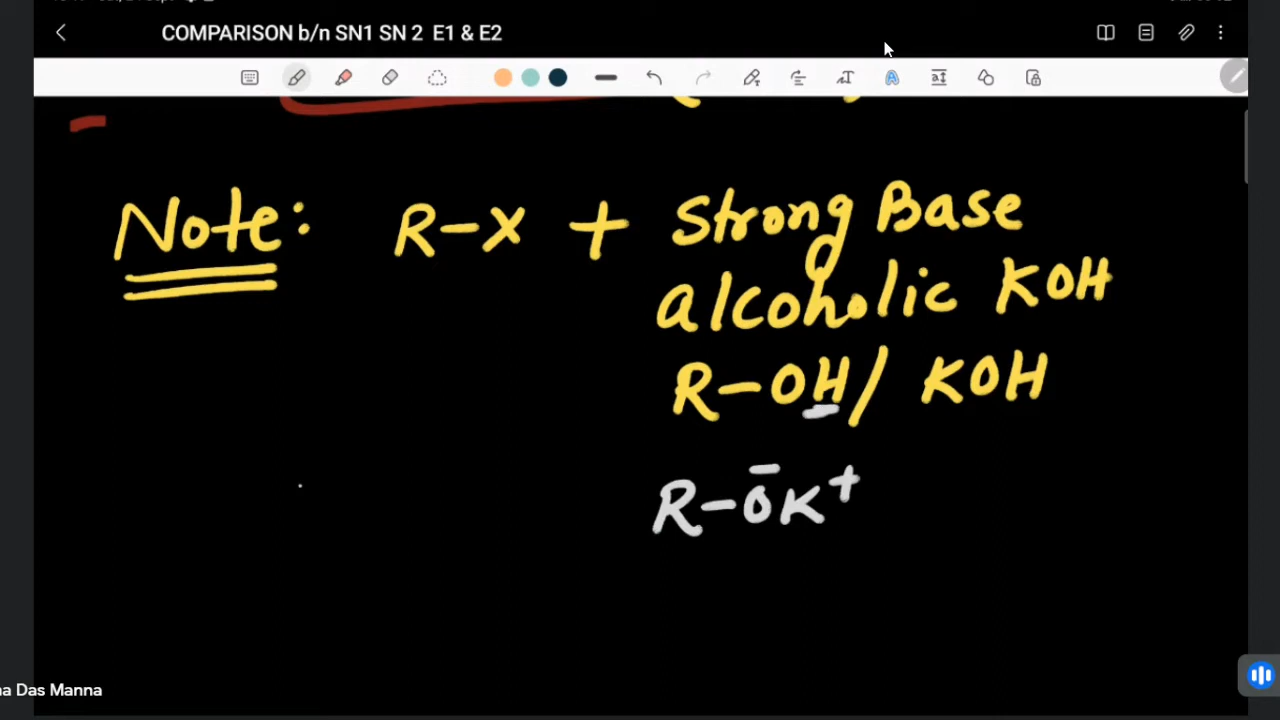 COMPARISON b/n SN1 SN 2 E1 & E2
Note: R-X + Strong Base
alcoholic KOH
R-OH/ KOH
R-ŌK⁺
Das Manna